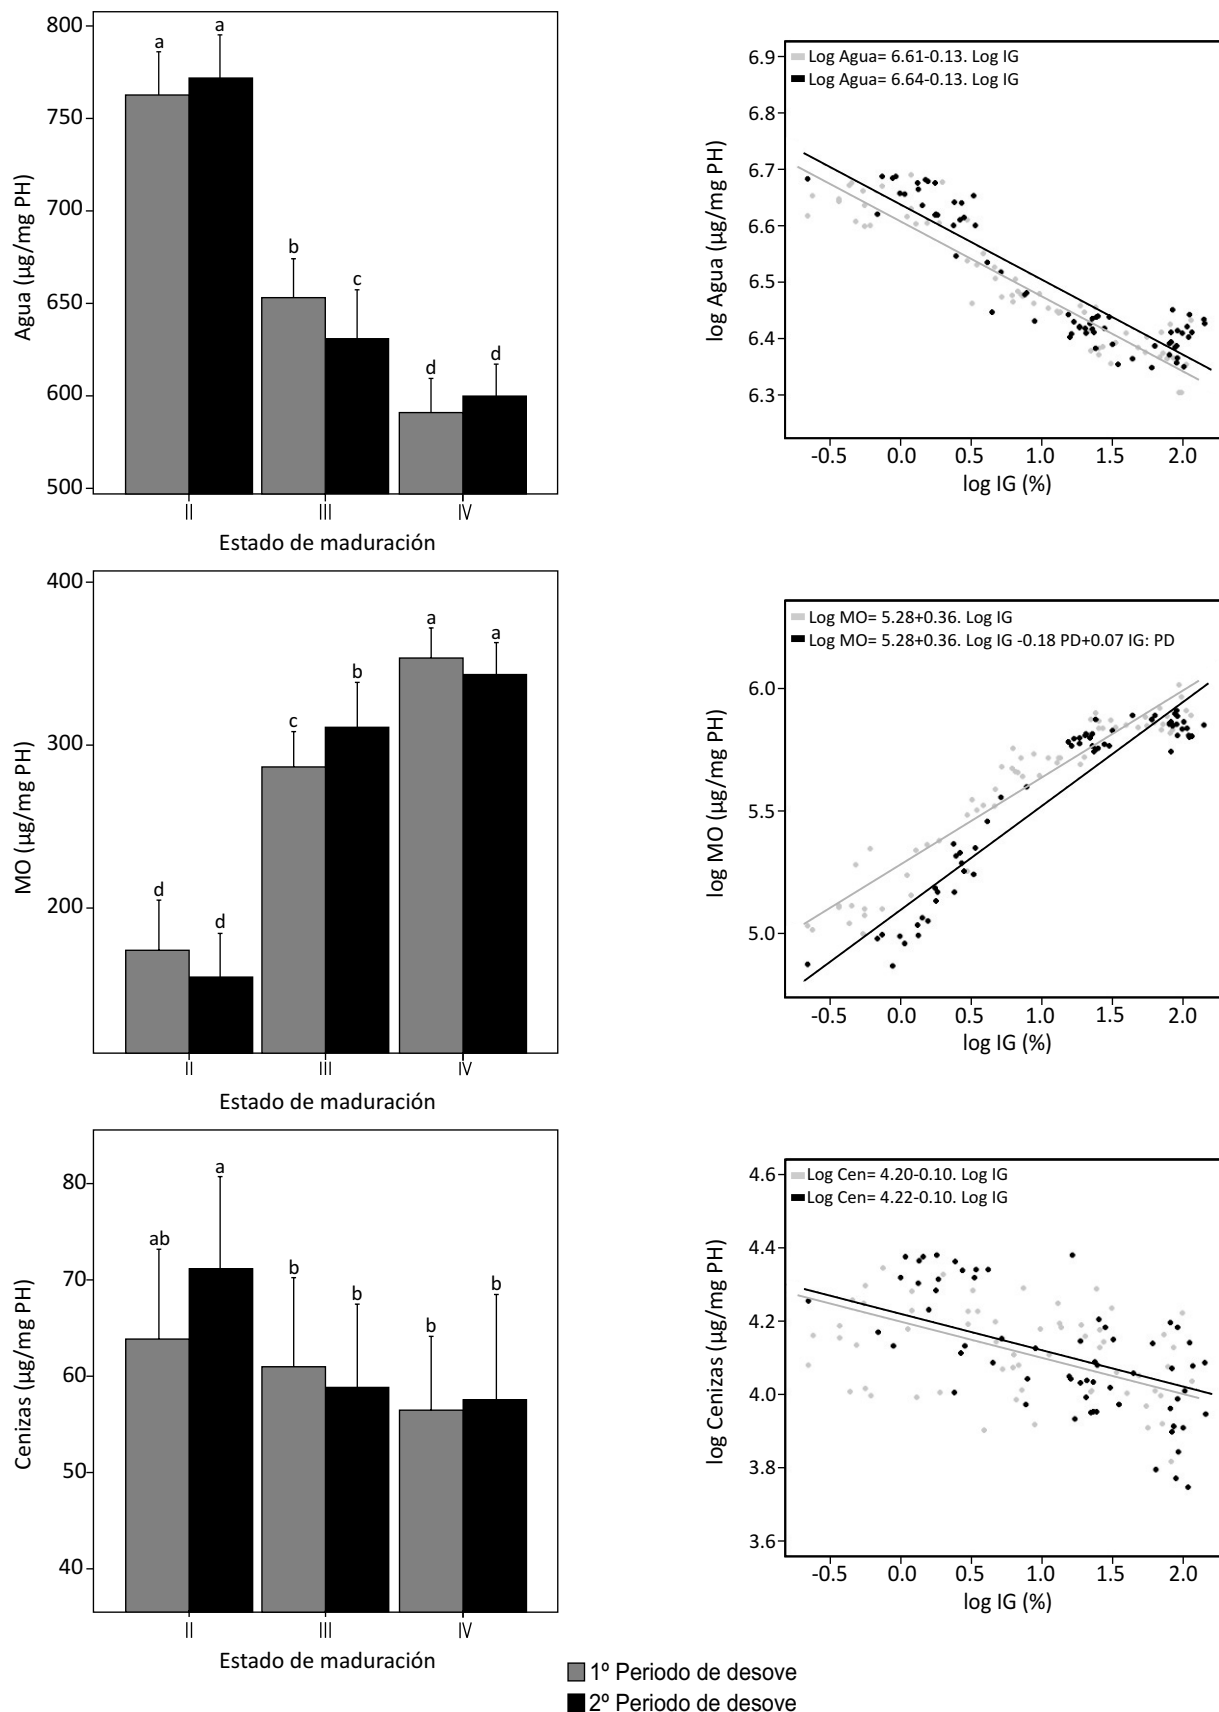 800
750
700
650
600
550
500
Agua (µg/mg PH)
a
a
b
c
d
d
II
III
IV
Estado de maduración
6.9
6.8
6.7
6.6
6.5
6.4
6.3
log Agua (µg/mg PH)
Log Agua= 6.61-0.13. Log IG
Log Agua= 6.64-0.13. Log IG
-0.5
0.0
0.5
1.0
1.5
2.0
log IG (%)
400
300
200
MO (µg/mg PH)
d
d
c
b
a
a
II
III
IV
Estado de maduración
6.0
5.5
5.0
log MO (µg/mg PH)
Log MO= 5.28+0.36. Log IG
Log MO= 5.28+0.36. Log IG -0.18 PD+0.07 IG: PD
-0.5
0.0
0.5
1.0
1.5
2.0
log IG (%)
80
70
60
50
40
Cenizas (µg/mg PH)
ab
a
b
b
b
b
II
III
IV
Estado de maduración
4.6
4.4
4.2
4.0
3.8
3.6
log Cenizas (µg/mg PH)
Log Cen= 4.20-0.10. Log IG
Log Cen= 4.22-0.10. Log IG
-0.5
0.0
0.5
1.0
1.5
2.0
log IG (%)
1º Periodo de desove
2º Periodo de desove